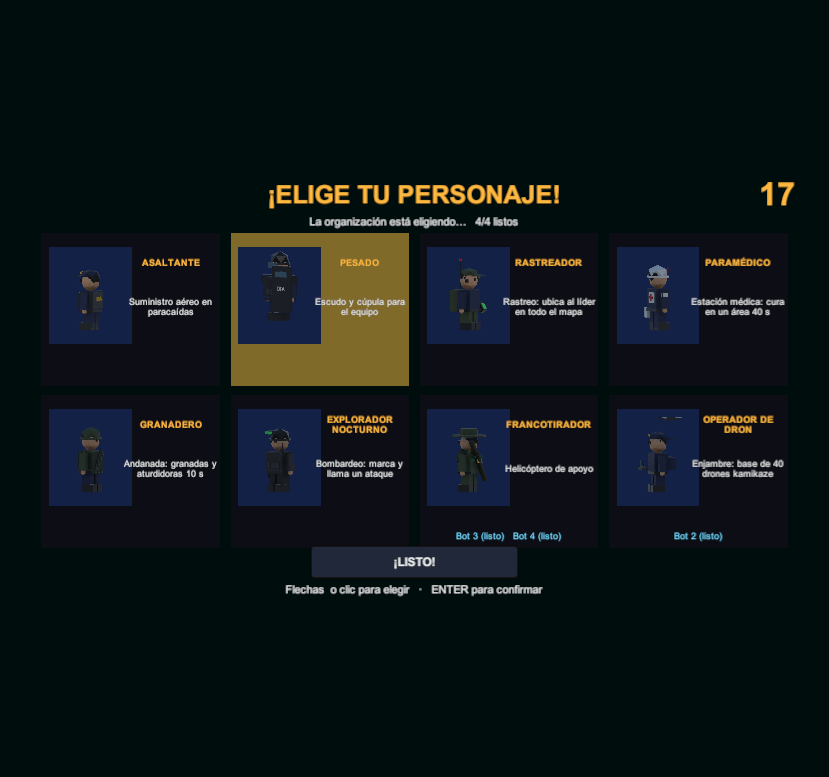 ¡ELIGE TU PERSONAJE!
17
La organización está eligiendo... 4/4 listos
ASALTANTE
Suministro aéreo en
paracaídas
PESADO
Escudo y cúpula para
el equipo
RASTREADOR
Rastreo: ubica al líder
en todo el mapa
PARAMÉDICO
Estación médica: cura
en un área 40 s
GRANADERO
Andanada: granadas y
aturdidoras 10 s
EXPLORADOR
NOCTURNO
Bombardeo: marca y
llama un ataque
FRANCOTIRADOR
Helicóptero de apoyo
Bot 3 (listo) Bot 4 (listo)
OPERADOR DE
DRON
Enjambre: base de 40
drones kamikaze
Bot 2 (listo)
¡LISTO!
Flechas o clic para elegir · ENTER para confirmar